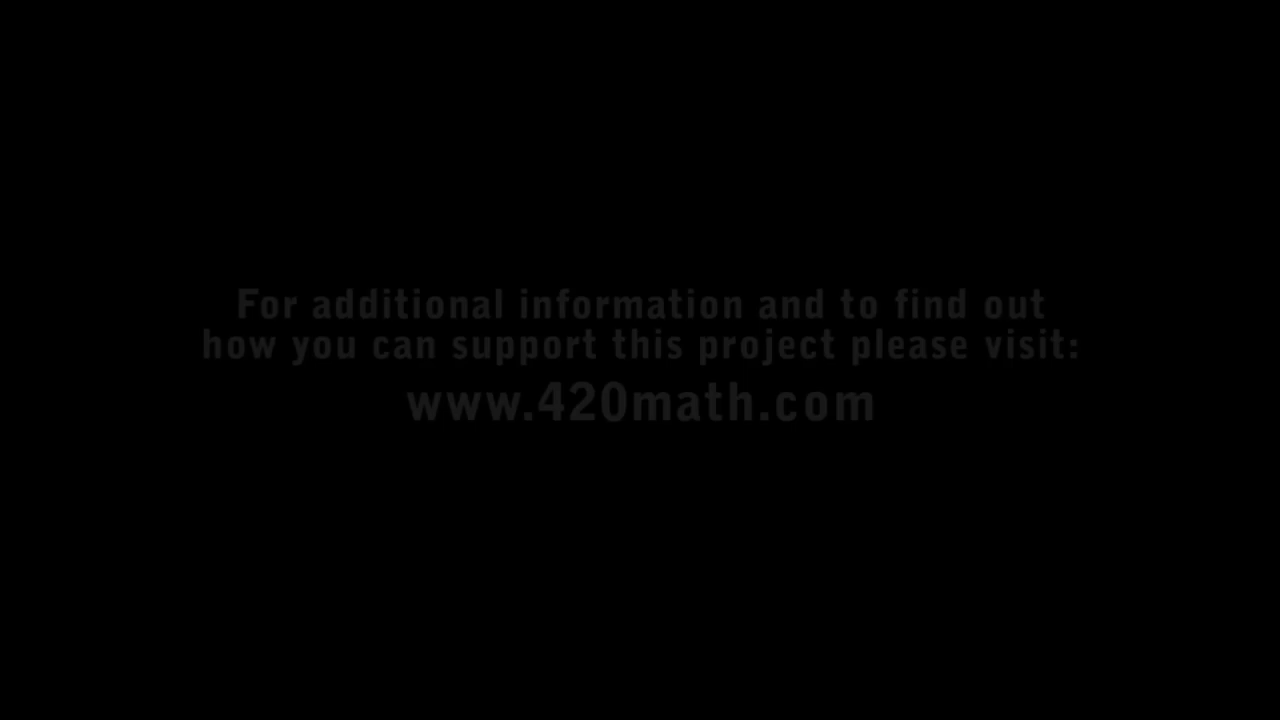 For additional information and to find out
how you can support this project please visit:
www.420math.com